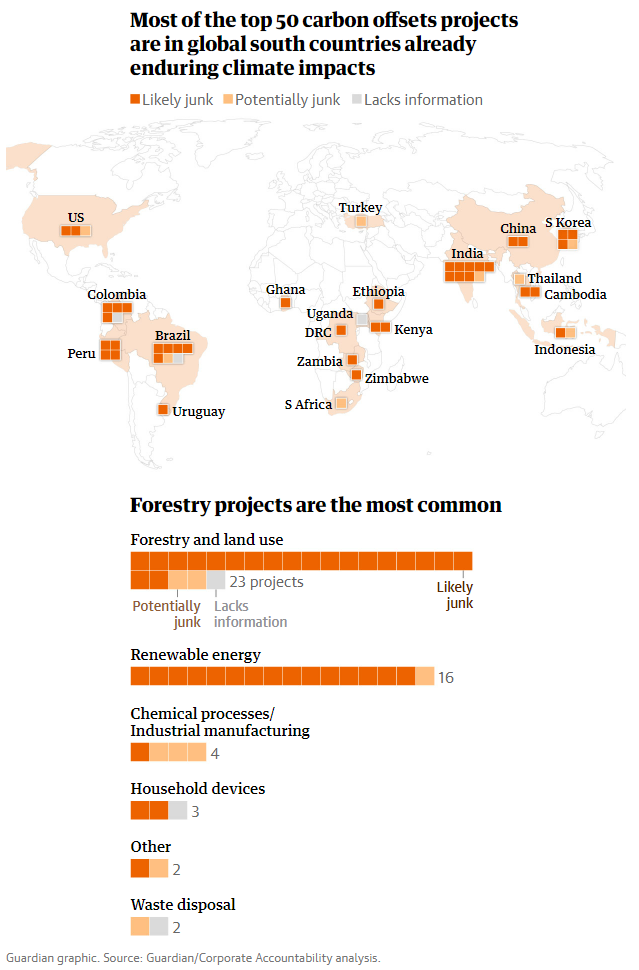 Most of the top 50 carbon offsets projects
are in global south countries already
enduring climate impacts
Likely junk Potentially junk Lacks information
Turkey
US
China
S Korea
India
Thailand
Cambodia
Colombia
Ghana
Ethiopia
Uganda
Brazil
DRC
Kenya
Peru
Indonesia
Zambia
Zimbabwe
S Africa
Uruguay
Forestry projects are the most common
Forestry and land use
23 projects
Likely
junk
Potentially
junk
Lacks
information
Renewable energy
16
Chemical processes/
Industrial manufacturing
4
Household devices
3
Other
2
Waste disposal
2
Guardian graphic. Source: Guardian/Corporate Accountability analysis.